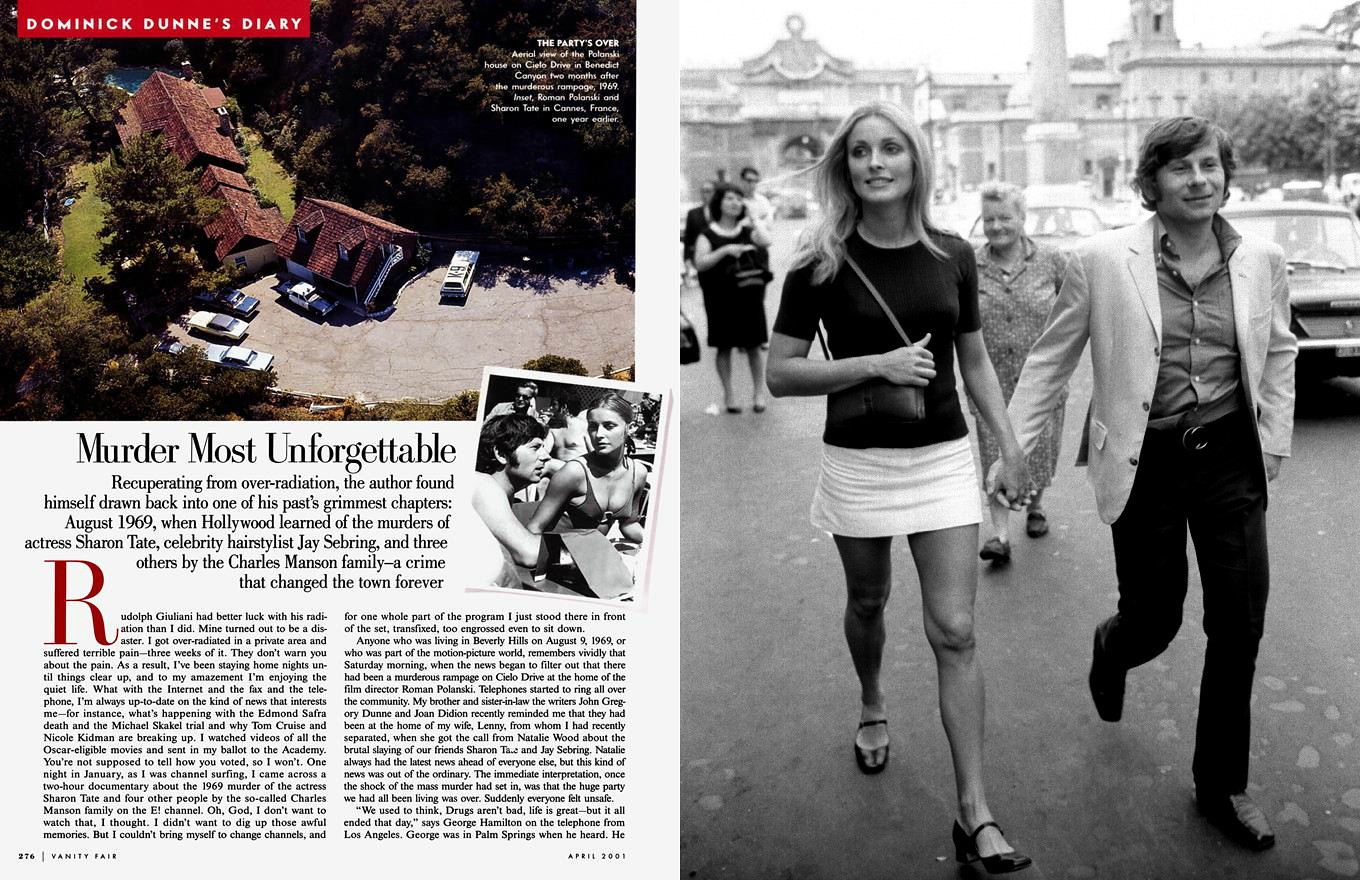 DOMINICK DUNNE'S DIARY
THE PARTY'S OVER
Aerial view of the Polanski
house on Cielo Drive in Benedict
Canyon two months after
the murderous rampage, 1969.
Inset, Roman Polanski and
Sharon Tate in Cannes, France,
one year earlier.
K-9
Murder Most Unforgettable
Recuperating from over-radiation, the author found
himself drawn back into one of his past's grimmest chapters:
August 1969, when Hollywood learned of the murders of
actress Sharon Tate, celebrity hairstylist Jay Sebring, and three
others by the Charles Manson family—a crime
that changed the town forever
Rudolph Giuliani had better luck with his radi-
ation than I did. Mine turned out to be a dis-
aster. I got over-radiated in a private area and
suffered terrible pain—three weeks of it. They don't warn you
about the pain. As a result, I've been staying home nights un-
til things clear up, and to my amazement I'm enjoying the
quiet life. What with the Internet and the fax and the tele-
phone, I'm always up-to-date on the kind of news that interests
me—for instance, what's happening with the Edmond Safra
death and the Michael Skakel trial and why Tom Cruise and
Nicole Kidman are breaking up. I watched videos of all the
Oscar-eligible movies and sent in my ballot to the Academy.
You're not supposed to tell how you voted, so I won't. One
night in January, as I was channel surfing, I came across a
two-hour documentary about the 1969 murder of the actress
Sharon Tate and four other people by the so-called Charles
Manson family on the E! channel. Oh, God, I don't want to
watch that, I thought. I didn't want to dig up those awful
memories. But I couldn't bring myself to change channels, and
for one whole part of the program I just stood there in front
of the set, transfixed, too engrossed even to sit down.
Anyone who was living in Beverly Hills on August 9, 1969, or
who was part of the motion-picture world, remembers vividly that
Saturday morning, when the news began to filter out that there
had been a murderous rampage on Cielo Drive at the home of the
film director Roman Polanski. Telephones started to ring all over
the community. My brother and sister-in-law the writers John Greg-
ory Dunne and Joan Didion recently reminded me that they had
been at the home of my wife, Lenny, from whom I had recently
separated, when she got the call from Natalie Wood about the
brutal slaying of our friends Sharon Tate and Jay Sebring. Natalie
always had the latest news ahead of everyone else, but this kind of
news was out of the ordinary. The immediate interpretation, once
the shock of the mass murder had set in, was that the huge party
we had all been living was over. Suddenly everyone felt unsafe.
"We used to think, Drugs aren't bad, life is great—but it all
ended that day," says George Hamilton on the telephone from
Los Angeles. George was in Palm Springs when he heard. He
276 | VANITY FAIR
APRIL 2001